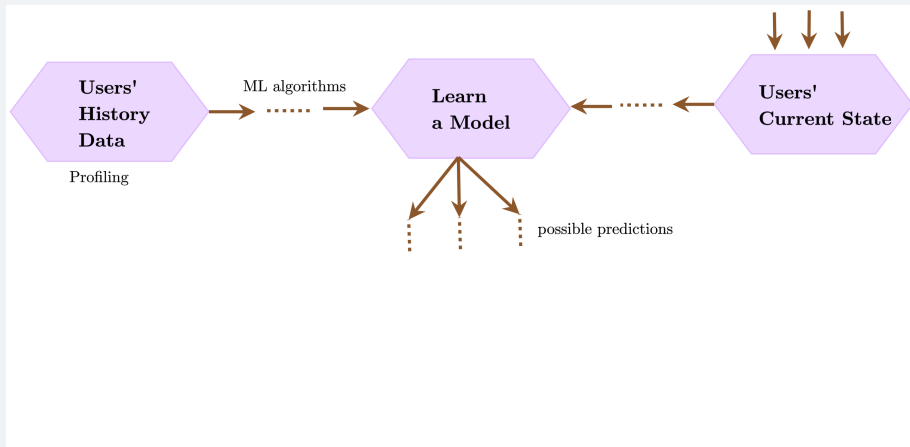 Users'
History
Data
Profiling
ML algorithms
Learn
a Model
possible predictions
Users'
Current State